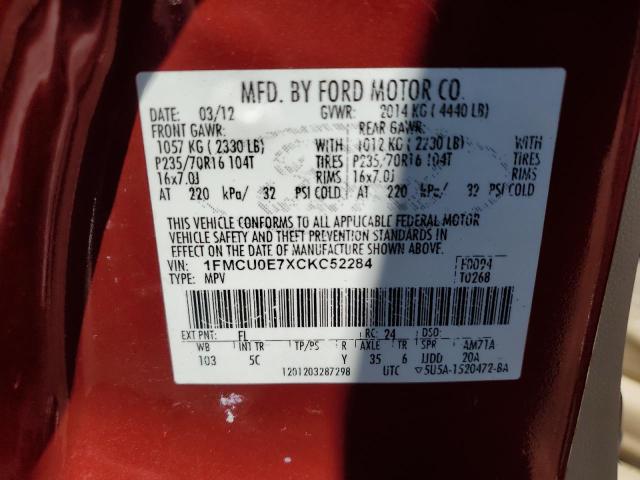 MFD. BY FORD MOTOR CO.
DATE: 03/12 GVWR: 2014 KG ( 4440 LB)
FRONT GAWR: REAR GAWR:
1057 KG ( 2330 LB) WITH 1012 KG ( 2230 LB) WITH
P235/70R16 104T TIRES P235/70R16 104T TIRES
16x7.0J RIMS 16x7.0J RIMS
AT 220 kPa/ 32 PSI COLD AT 220 kPa/ 32 PSI COLD
THIS VEHICLE CONFORMS TO ALL APPLICABLE FEDERAL MOTOR
VEHICLE SAFETY AND THEFT PREVENTION STANDARDS IN
EFFECT ON THE DATE OF MANUFACTURE SHOWN ABOVE.
VIN: 1FMCU0E7XCKC52284 F0094
TYPE: MPV T0268
EXT PNT: FL RC: 24 DSO:
WB INT TR TP/PS R AXLE TR SPR AM71A
103 5C Y 35 6 JJDD 20A
1201203287298 UTC 5U5A-1520472-BA